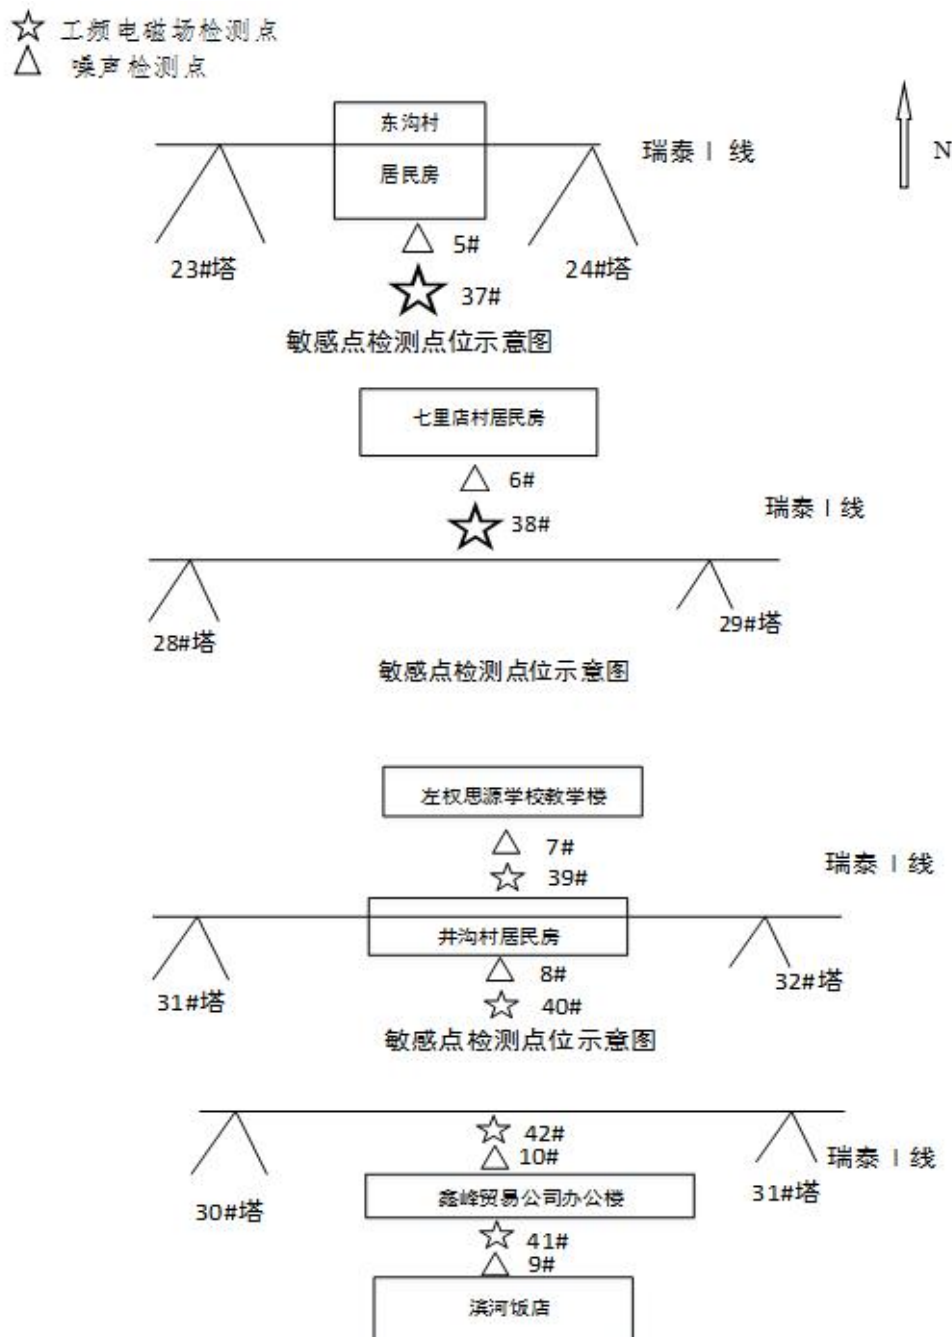 工频电磁场检测点
噪声检测点
东沟村
瑞泰Ⅰ线
N
居民房
5#
23#塔
24#塔
37#
敏感点检测点位示意图
七里店村居民房
6#
瑞泰Ⅰ线
38#
28#塔
29#塔
敏感点检测点位示意图
左权思源学校教学楼
7#
瑞泰Ⅰ线
39#
井沟村居民房
8#
32#塔
31#塔
40#
敏感点检测点位示意图
42#
10#
瑞泰Ⅰ线
鑫峰贸易公司办公楼
31#塔
30#塔
41#
9#
滨河饭店